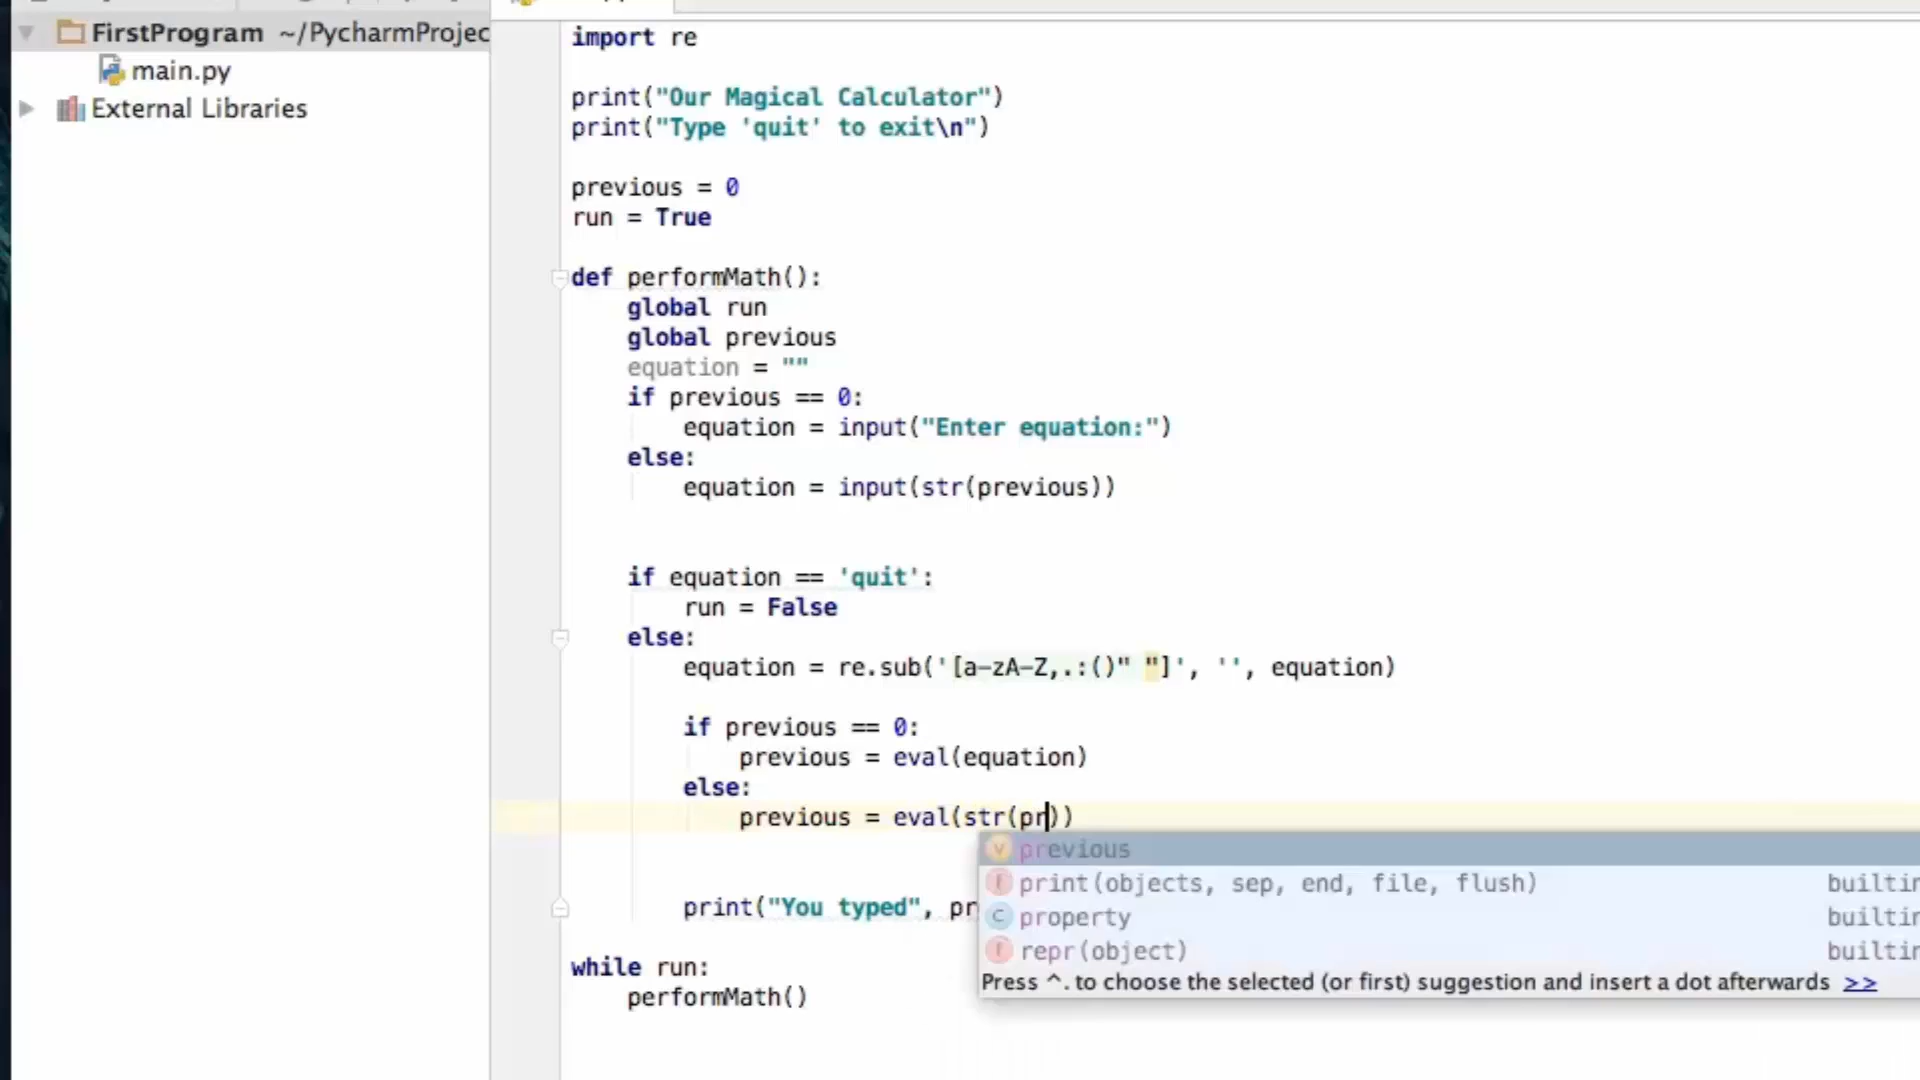 FirstProgram ~/PycharmProjec
main.py
External Libraries
import re
print("Our Magical Calculator")
print("Type 'quit' to exit\n")
previous = 0
run = True
def performMath():
global run
global previous
equation = ""
if previous == 0:
equation = input("Enter equation:")
else:
equation = input(str(previous))
if equation == 'quit':
run = False
else:
equation = re.sub('[a-zA-Z,.:()" "]', '', equation)
if previous == 0:
previous = eval(equation)
else:
previous = eval(str(pr))
previous
print(objects, sep, end, file, flush) builtin
print("You typed", pr
property builtin
repr(object) builtin
while run:
Press ^. to choose the selected (or first) suggestion and insert a dot afterwards >>
performMath()